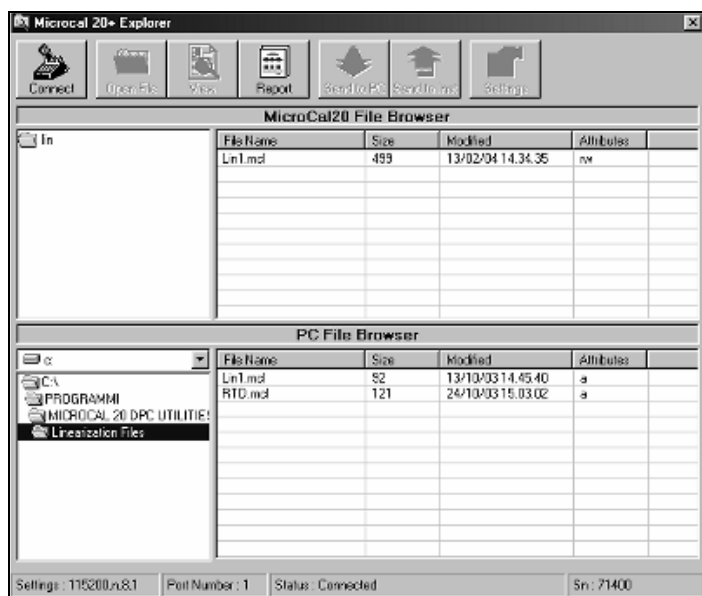 Microcal 20+ Explorer
Connect Open File View Report Send to PC Send to inst Settings
MicroCal20 File Browser
lin
File Name Size Modified Attributes
Lin1.mcl 499 13/02/04 14.34.35 rw
PC File Browser
c:
File Name Size Modified Attributes
C:\
PROGRAMMI
MICROCAL 20 DPC UTILITIES
Linearization Files
Lin1.mcl 92 13/10/03 14.45.40 a
RTD.mcl 121 24/10/03 15.03.02 a
Settings : 115200,n,8,1 Port Number : 1 Status : Connected Sn : 71400